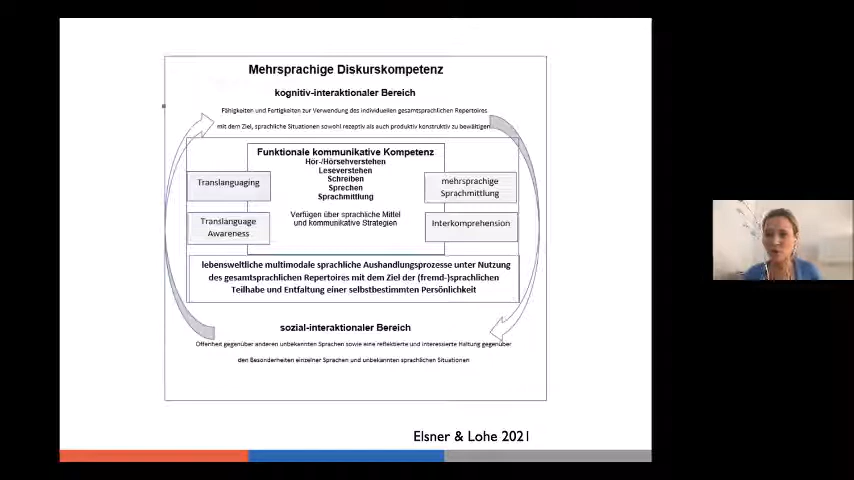 Mehrsprachige Diskurskompetenz
kognitiv-interaktionaler Bereich
Fähigkeiten und Fertigkeiten zur Verwendung des individuellen gesamtsprachlichen Repertoires
mit dem Ziel, sprachliche Situationen sowohl rezeptiv als auch produktiv konstruktiv zu bewältigen
Funktionale kommunikative Kompetenz
Hör-/Hörsehverstehen
Leseverstehen
Schreiben
Sprechen
Sprachmittlung
Verfügen über sprachliche Mittel
und kommunikative Strategien
Translanguaging
Translanguage
Awareness
mehrsprachige
Sprachmittlung
Interkomprehension
lebensweltliche multimodale sprachliche Aushandlungsprozesse unter Nutzung
des gesamtsprachlichen Repertoires mit dem Ziel der (fremd-)sprachlichen
Teilhabe und Entfaltung einer selbstbestimmten Persönlichkeit
sozial-interaktionaler Bereich
Offenheit gegenüber anderen unbekannten Sprachen sowie eine reflektierte und interessierte Haltung gegenüber
den Besonderheiten einzelner Sprachen und unbekannten sprachlichen Situationen
Elsner & Lohe 2021